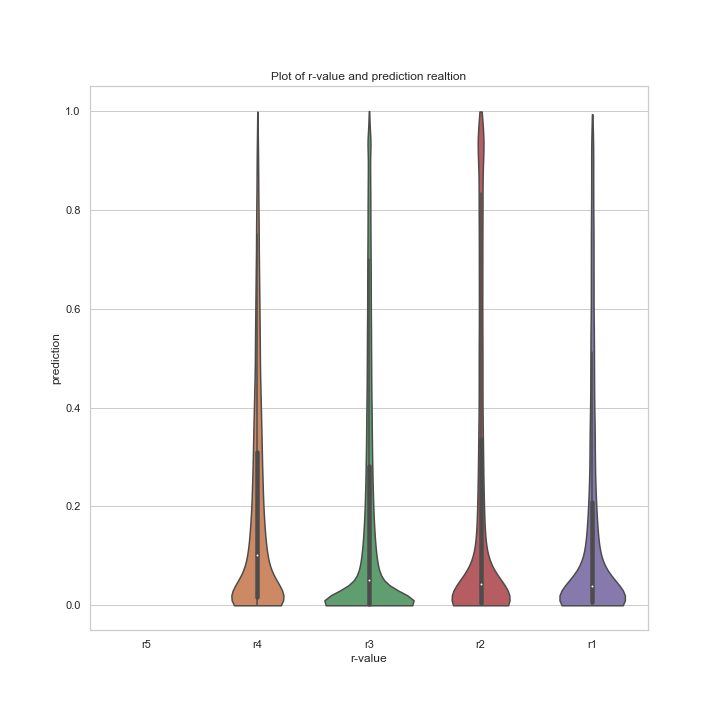 Plot of r-value and prediction realtion
1.0
0.8
0.6
0.4
0.2
0.0
prediction
r5 r4 r3 r2 r1
r-value